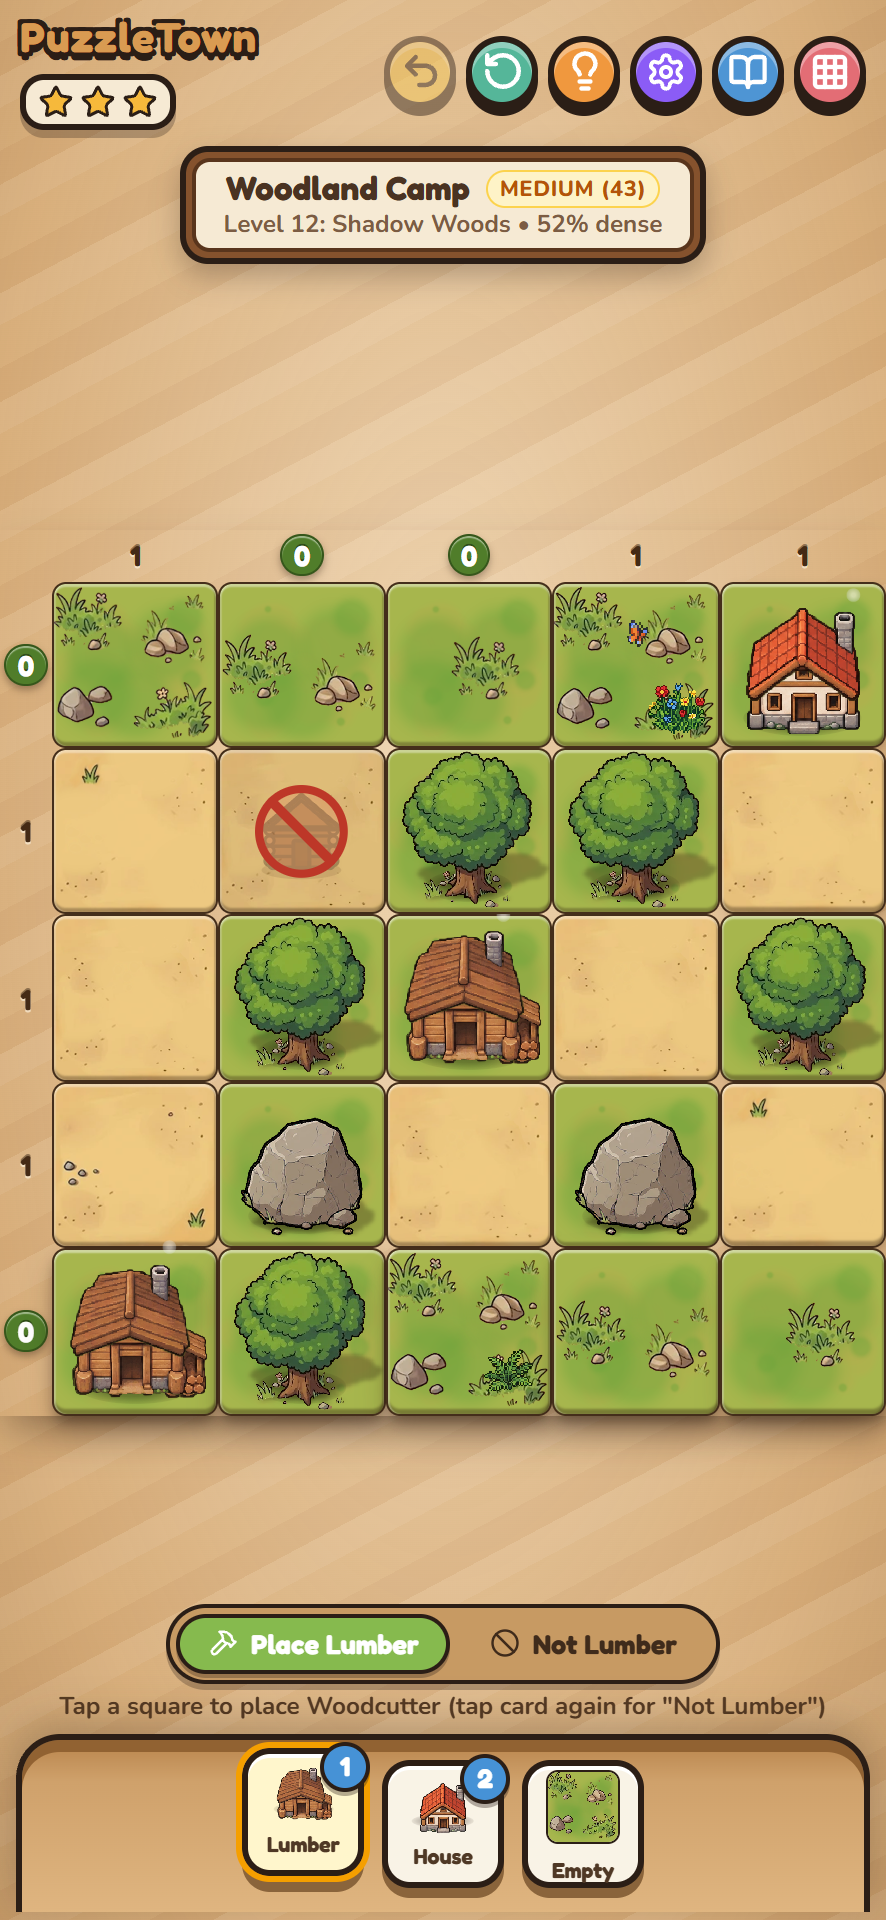 PuzzleTown
Woodland Camp MEDIUM (43)
Level 12: Shadow Woods • 52% dense
1 0 0 1 1
0
1
1
1
0
Place Lumber Not Lumber
Tap a square to place Woodcutter (tap card again for "Not Lumber")
1 2
Lumber House Empty